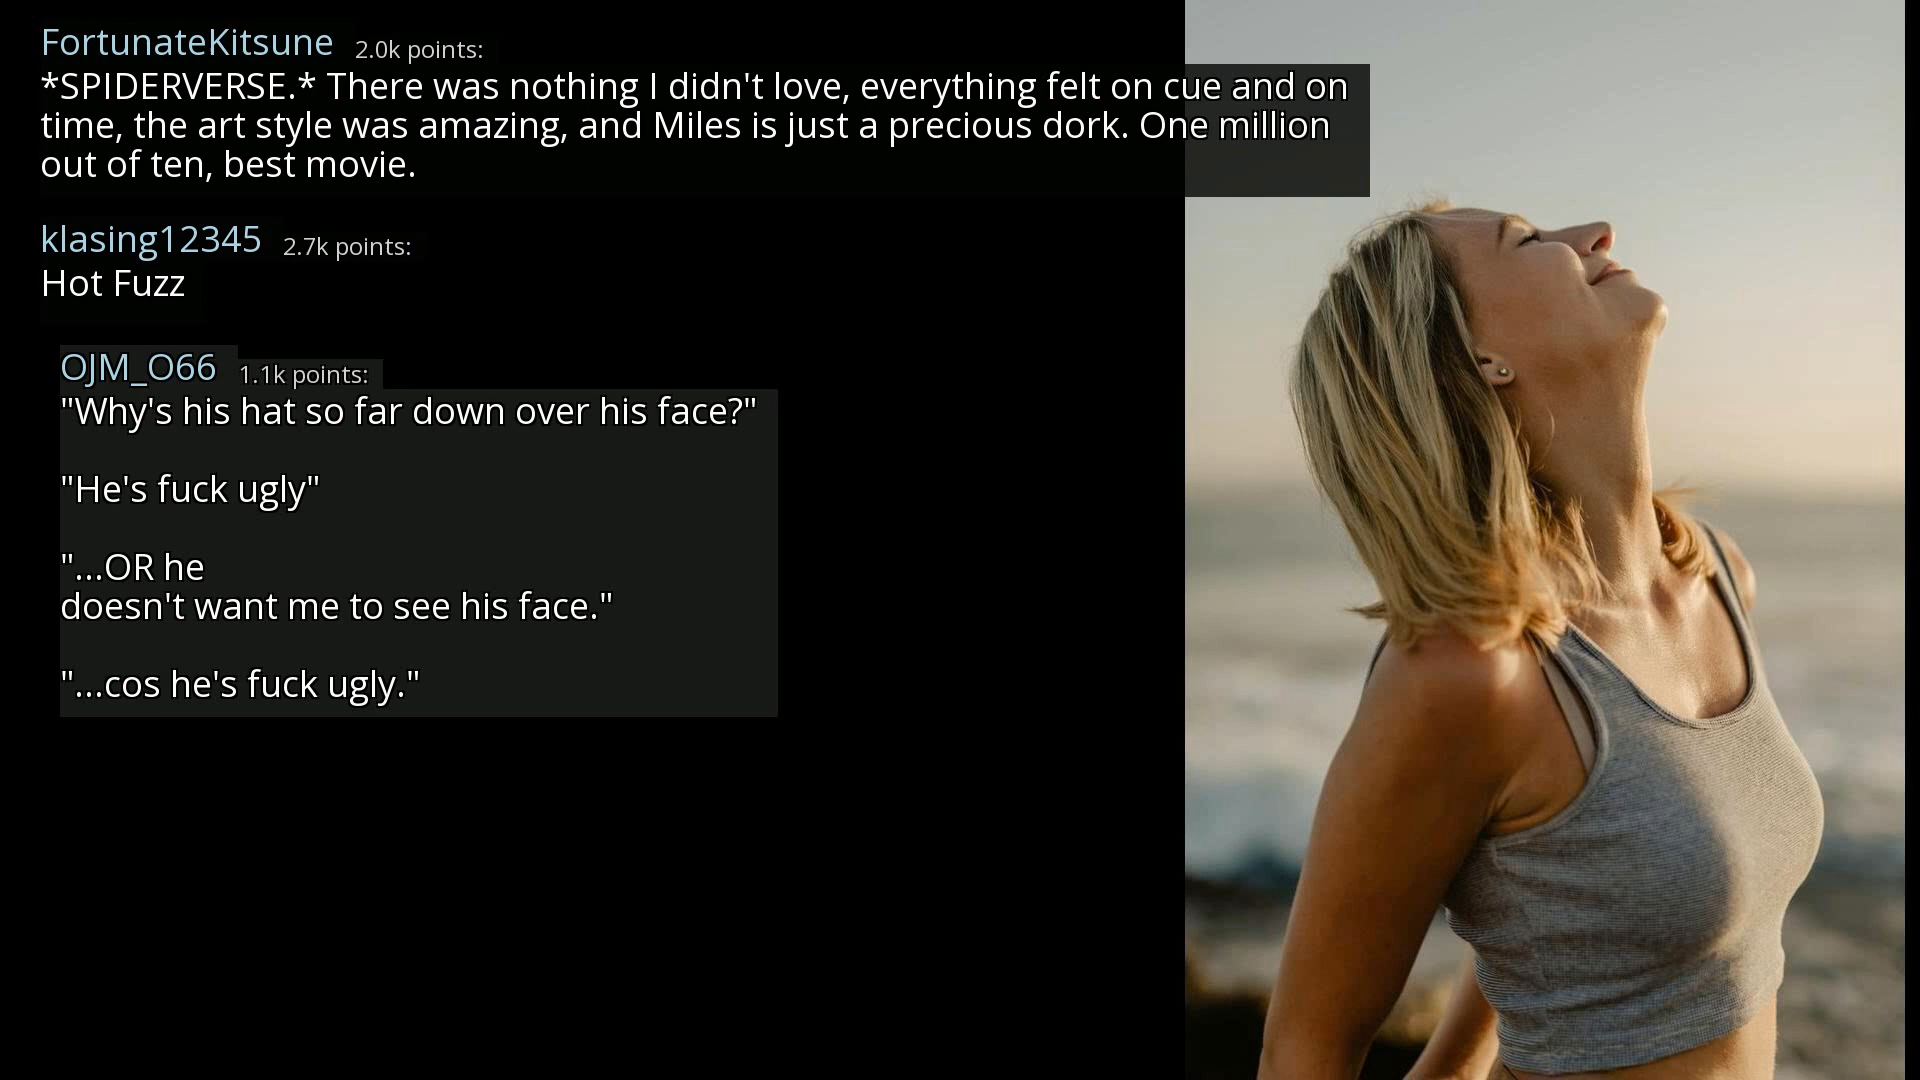 FortunateKitsune 2.0k points:
*SPIDERVERSE.* There was nothing I didn't love, everything felt on cue and on
time, the art style was amazing, and Miles is just a precious dork. One million
out of ten, best movie.
klasing12345 2.7k points:
Hot Fuzz
OJM_O66 1.1k points:
"Why's his hat so far down over his face?"
"He's fuck ugly"
"...OR he
doesn't want me to see his face."
"...cos he's fuck ugly."